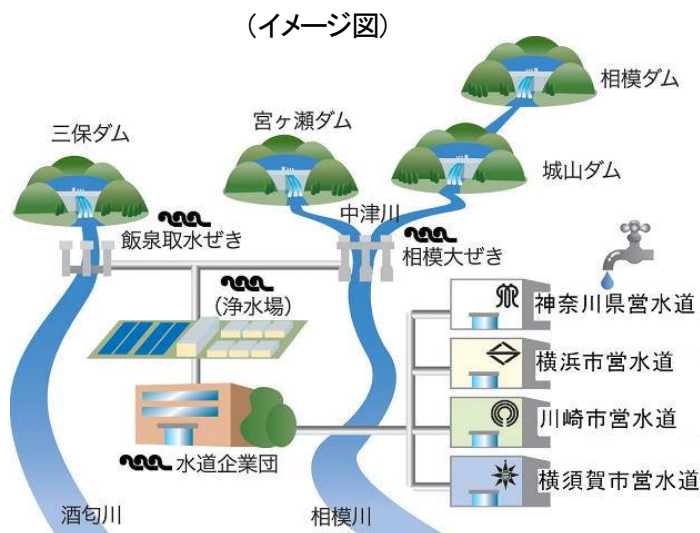 (イメージ図)
相模ダム
三保ダム
宮ヶ瀬ダム
城山ダム
中津川
飯泉取水ぜき
相模大ぜき
(浄水場)
神奈川県営水道
横浜市営水道
川崎市営水道
水道企業団
横須賀市営水道
酒匂川
相模川